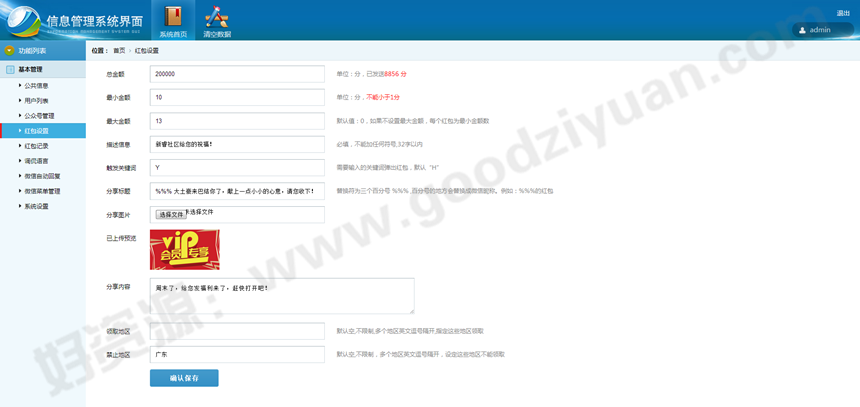 信息管理系统界面
INFORMATION MANAGEMENT SYSTEM GUI
系统首页
清空数据
退出
admin
功能列表
位置： 首页 › 红包设置
基本管理
公共信息
用户列表
公众号管理
红包设置
红包记录
调侃语言
微信自动回复
微信菜单管理
系统设置
总金额 200000 单位：分，已发送8856 分
最小金额 10 单位：分，不能小于1分
最大金额 13 默认值：0，如果不设置最大金额，每个红包为最小金额数
描述信息 新睿社区给您的祝福！ 必填，不能加任何符号,32字以内
触发关键词 Y 需要输入的关键词弹出红包，默认 “H”
分享标题 %%% 大土豪来巴结你了，献上一点小小的心意，请您收下！ 替换符为三个百分号 %%% ,百分号的地方会替换成微信昵称。例如：%%%的红包
分享图片 选择文件 未选择文件
已上传预览 VIP 会员专享
分享内容 周末了，给您发福利来了，赶快打开吧！
领取地区 默认空,不限制,多个地区英文逗号隔开,指定这些地区领取
禁止地区 广东 默认空,不限制，多个地区英文逗号隔开，设定这些地区不能领取
确认保存
好资源：www.goodziyuan.com